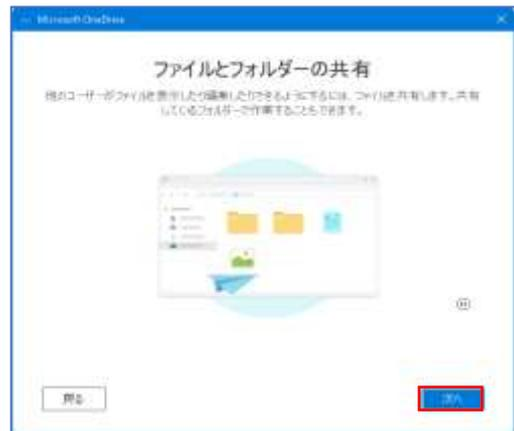 Microsoft OneDrive
ファイルとフォルダーの共有
他のユーザーがファイルを表示したり編集したりできるようにするには、ファイルを共有します。共有
しているフォルダーで作業することもできます。
戻る
次へ